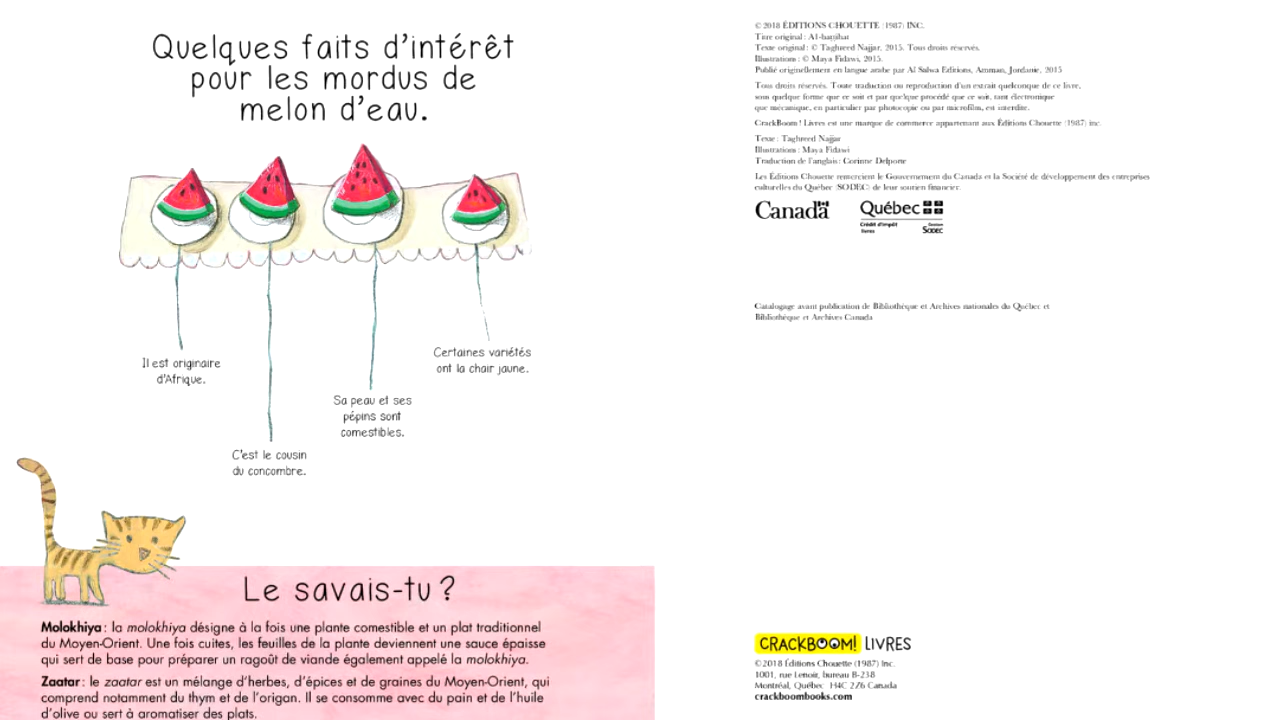 Quelques faits d'intérêt
pour les mordus de
melon d'eau.
Il est originaire
d'Afrique.
C'est le cousin
du concombre.
Sa peau et ses
pépins sont
comestibles.
Certaines variétés
ont la chair jaune.
Le savais-tu ?
Molokhiya : la molokhiya désigne à la fois une plante comestible et un plat traditionnel
du Moyen-Orient. Une fois cuites, les feuilles de la plante deviennent une sauce épaisse
qui sert de base pour préparer un ragoût de viande également appelé la molokhiya.
Zaatar : le zaatar est un mélange d'herbes, d'épices et de graines du Moyen-Orient, qui
comprend notamment du thym et de l'origan. Il se consomme avec du pain et de l'huile
d'olive ou sert à aromatiser des plats.
© 2018 ÉDITIONS CHOUETTE (1987) INC.
Titre original :
Texte original : © Taghreed Najjar, 2015. Tous droits réservés.
Illustrations : © Maya Fidawi, 2015.
Publié originellement en langue arabe par Al Salwa Editions, Amman, Jordanie, 2015
Tous droits réservés. Toute traduction ou reproduction d'un extrait quelconque de ce livre,
sous quelque forme que ce soit et par quelque procédé que ce soit, tant électronique
que mécanique, en particulier par photocopie ou par microfilm, est interdite.
CrackBoom! Livres est une marque de commerce appartenant aux Éditions Chouette (1987) inc.
Texte : Taghreed Najjar
Illustrations : Maya Fidawi
Traduction de l'anglais : Corinne Delporte
Les Éditions Chouette remercient le Gouvernement du Canada et la Société de développement des entreprises
culturelles du Québec (SODEC) de leur soutien financier.
Canada
Québec
Crédit d'impôt
livres
Gestion
SODEC
Catalogage avant publication de Bibliothèque et Archives nationales du Québec et
Bibliothèque et Archives Canada
CRACKBOOM! LIVRES
©2018 Éditions Chouette (1987) Inc.
1001, rue Lenoir, bureau B-238
Montréal, Québec H4C 2Z6 Canada
crackboombooks.com